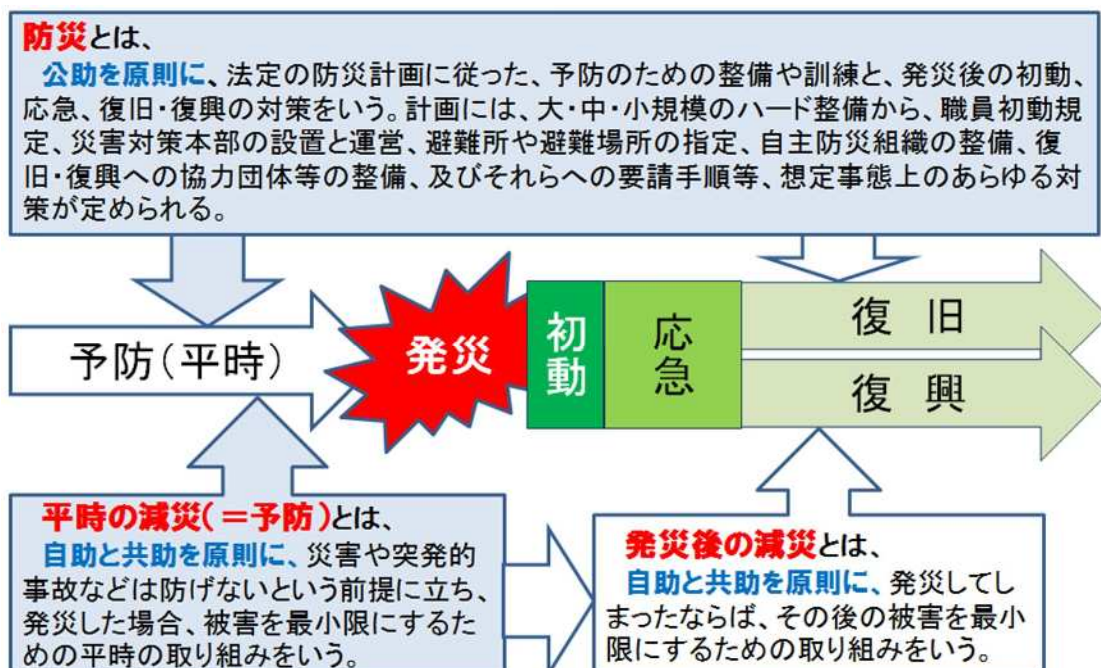 防災とは、
公助を原則に、法定の防災計画に従った、予防のための整備や訓練と、発災後の初動、
応急、復旧・復興の対策をいう。計画には、大・中・小規模のハード整備から、職員初動規
定、災害対策本部の設置と運営、避難所や避難場所の指定、自主防災組織の整備、復
旧・復興への協力団体等の整備、及びそれらへの要請手順等、想定事態上のあらゆる対
策が定められる。
予防(平時)
発災
初動
応急
復 旧
復 興
平時の減災(=予防)とは、
自助と共助を原則に、災害や突発的
事故などは防げないという前提に立ち、
発災した場合、被害を最小限にするた
めの平時の取り組みをいう。
発災後の減災とは、
自助と共助を原則に、発災してし
まったならば、その後の被害を最小
限にするための取り組みをいう。